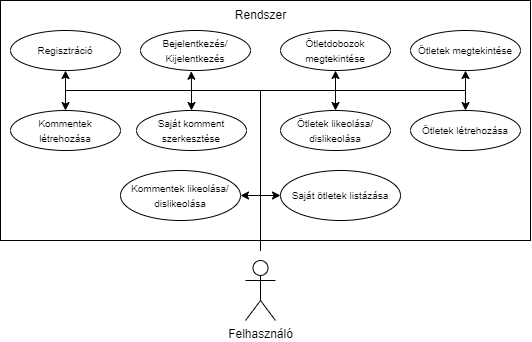 Rendszer
Regisztráció
Bejelentkezés/
Kijelentkezés
Ötletdobozok
megtekintése
Ötletek megtekintése
Kommentek
létrehozása
Saját komment
szerkesztése
Ötletek likeolása/
dislikeolása
Ötletek létrehozása
Kommentek likeolása/
dislikeolása
Saját ötletek listázása
Felhasználó